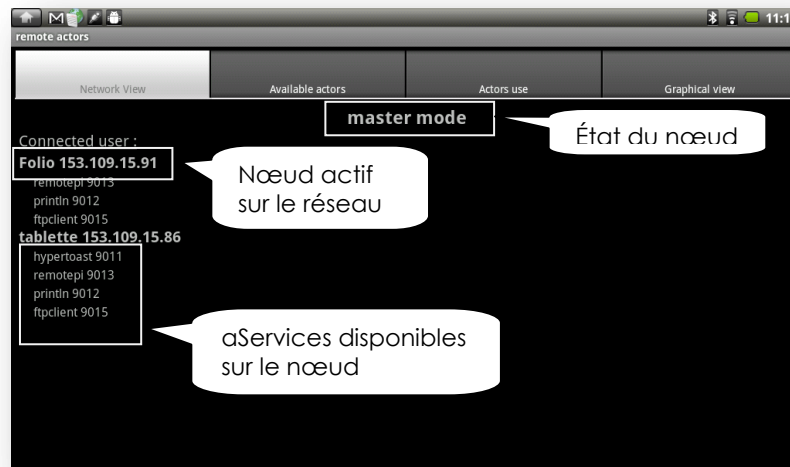 11:1
remote actors
Network View
Available actors
Actors use
Graphical view
master mode
État du nœud
Connected user :
Folio 153.109.15.91
remotepi 9013
println 9012
ftpclient 9015
Nœud actif
sur le réseau
tablette 153.109.15.86
hypertoast 9011
remotepi 9013
println 9012
ftpclient 9015
aServices disponibles
sur le nœud